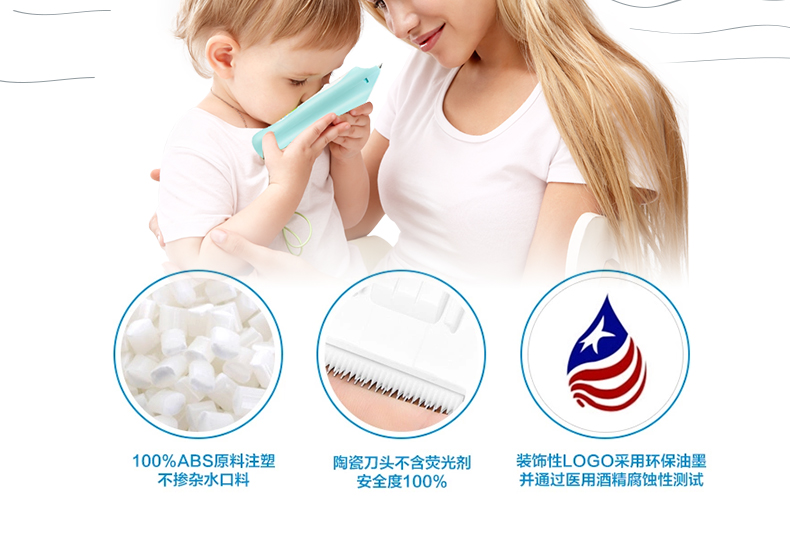 100%ABS原料注塑
不掺杂水口料
陶瓷刀头不含荧光剂
安全度100%
装饰性LOGO采用环保油墨
并通过医用酒精腐蚀性测试